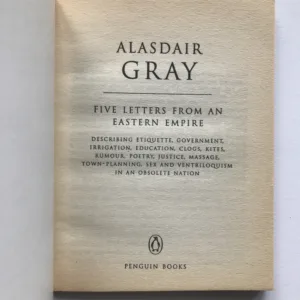 ALASDAIR
GRAY
FIVE LETTERS FROM AN
EASTERN EMPIRE
DESCRIBING ETIQUETTE, GOVERNMENT,
IRRIGATION, EDUCATION, CLOGS, KITES,
RUMOUR, POETRY, JUSTICE, MASSAGE,
TOWN-PLANNING, SEX AND VENTRILOQUISM
IN AN OBSOLETE NATION
PENGUIN BOOKS